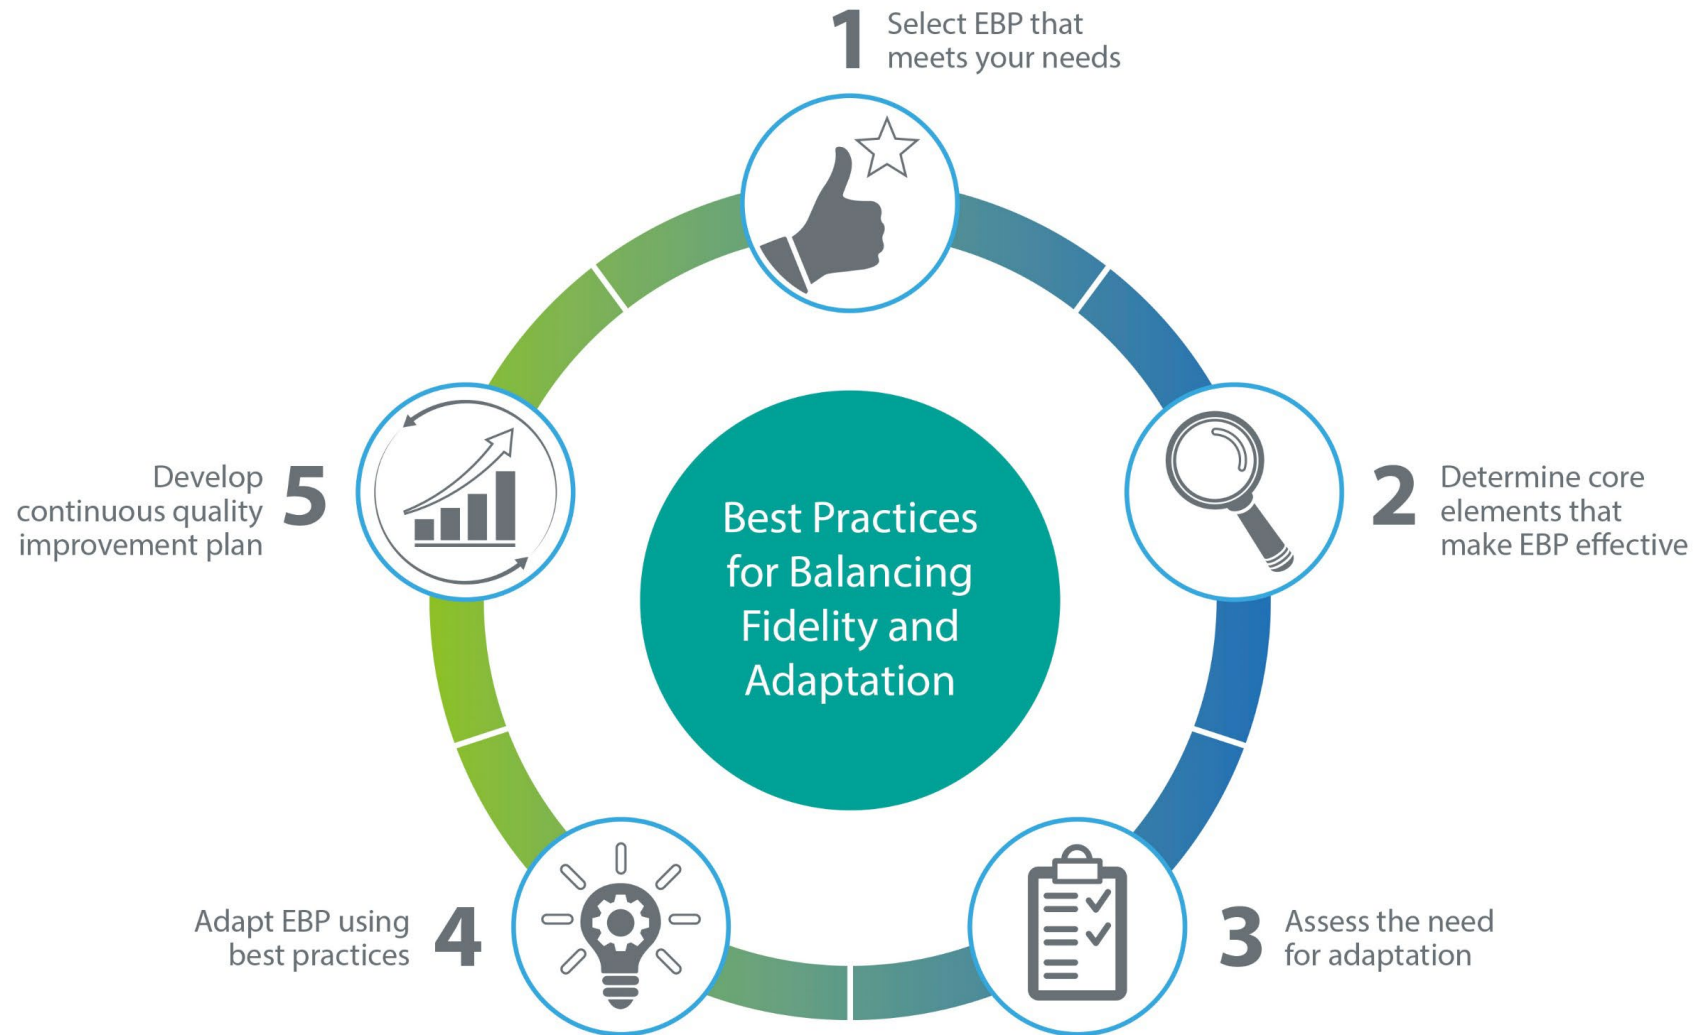 1 Select EBP that
meets your needs
2 Determine core
elements that
make EBP effective
3 Assess the need
for adaptation
4 Adapt EBP using
best practices
5 Develop
continuous quality
improvement plan
Best Practices
for Balancing
Fidelity and
Adaptation